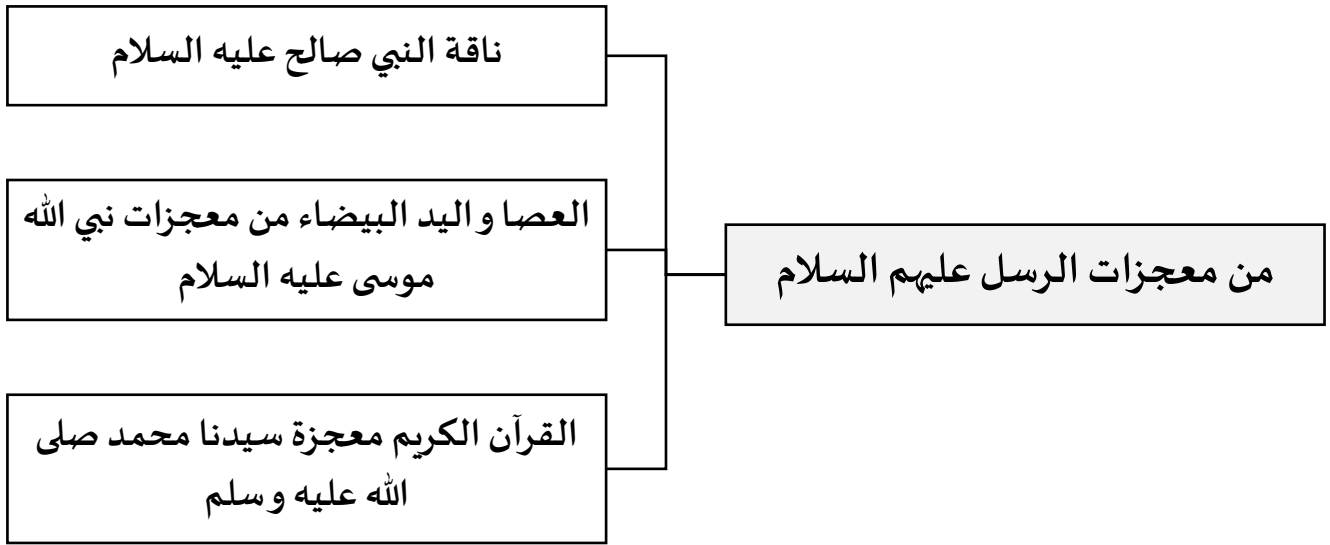 من معجزات الرسل عليهم السلام
ناقة النبي صالح عليه السلام
العصا و اليد البيضاء من معجزات نبي الله
موسى عليه السلام
القرآن الكريم معجزة سيدنا محمد صلى
الله عليه و سلم